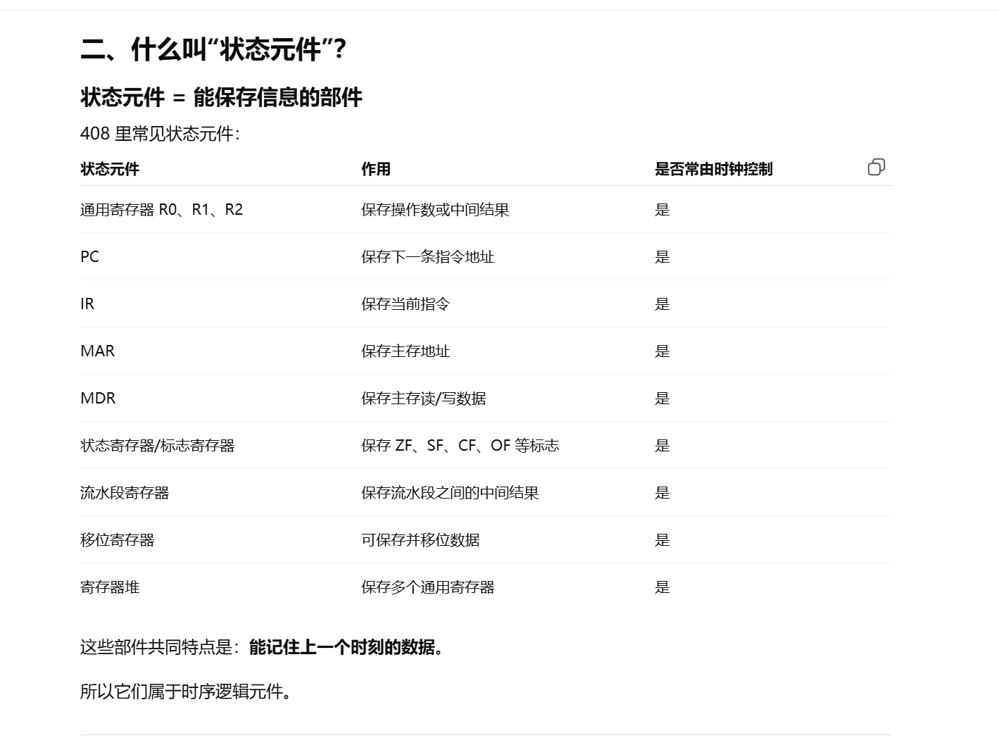 二、什么叫“状态元件”？
状态元件 = 能保存信息的部件
408 里常见状态元件：
状态元件 作用 是否常由时钟控制
通用寄存器 R0、R1、R2 保存操作数或中间结果 是
PC 保存下一条指令地址 是
IR 保存当前指令 是
MAR 保存主存地址 是
MDR 保存主存读/写数据 是
状态寄存器/标志寄存器 保存 ZF、SF、CF、OF 等标志 是
流水段寄存器 保存流水段之间的中间结果 是
移位寄存器 可保存并移位数据 是
寄存器堆 保存多个通用寄存器 是
这些部件共同特点是：能记住上一个时刻的数据。
所以它们属于时序逻辑元件。